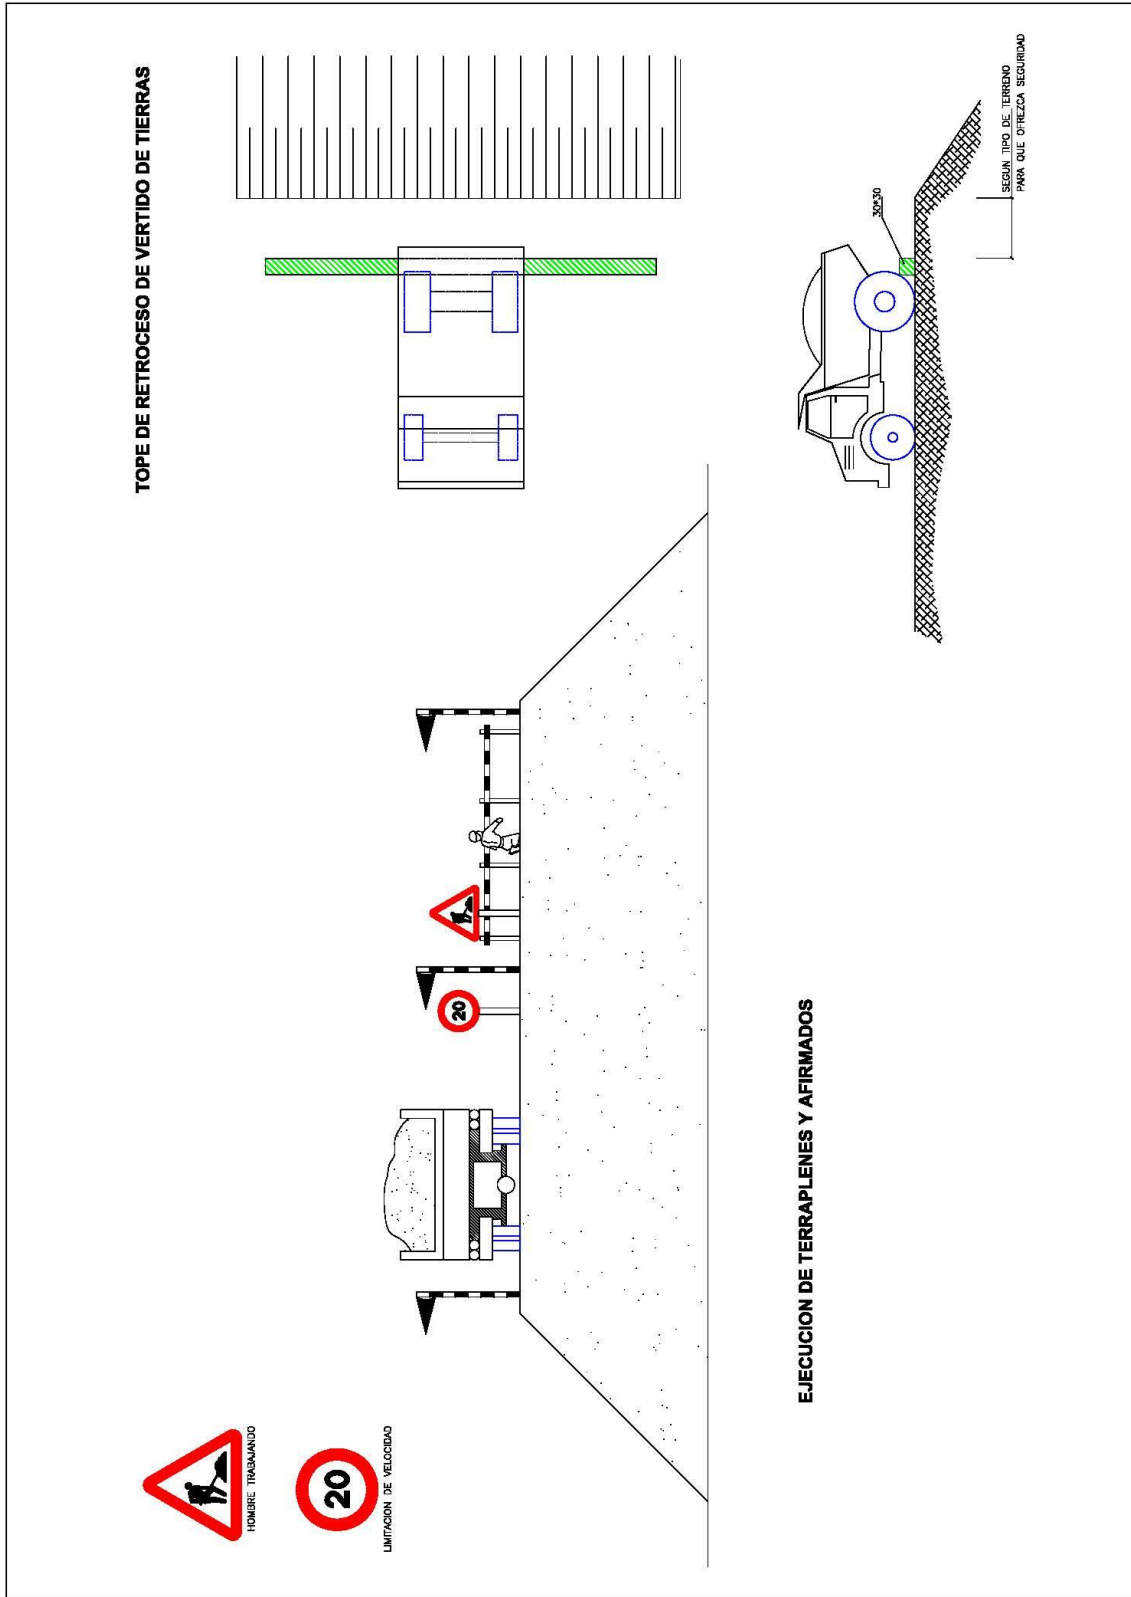 TOPE DE RETROCESO DE VERTIDO DE TIERRAS
HOMBRE TRABAJANDO
20
LIMITACION DE VELOCIDAD
20
30*30
SEGUN TIPO DE TERRENO
PARA QUE OFREZCA SEGURIDAD
EJECUCION DE TERRAPLENES Y AFIRMADOS